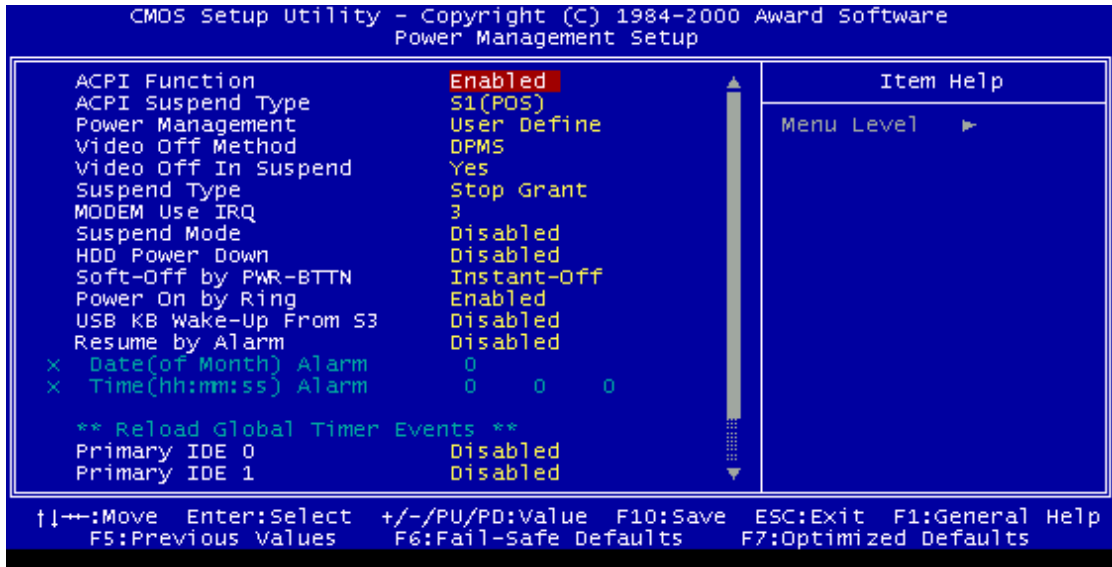 CMOS Setup Utility - Copyright (C) 1984-2000 Award Software
Power Management Setup
ACPI Function Enabled
ACPI Suspend Type S1(POS)
Power Management User Define
Video Off Method DPMS
Video Off In Suspend Yes
Suspend Type Stop Grant
MODEM Use IRQ 3
Suspend Mode Disabled
HDD Power Down Disabled
Soft-Off by PWR-BTTN Instant-Off
Power On by Ring Enabled
USB KB Wake-Up From S3 Disabled
Resume by Alarm Disabled
x Date(of Month) Alarm 0
x Time(hh:mm:ss) Alarm 0 0 0
** Reload Global Timer Events **
Primary IDE 0 Disabled
Primary IDE 1 Disabled
Item Help
Menu Level ►
↑↓→←:Move Enter:Select +/-/PU/PD:Value F10:Save ESC:Exit F1:General Help
F5:Previous Values F6:Fail-Safe Defaults F7:Optimized Defaults